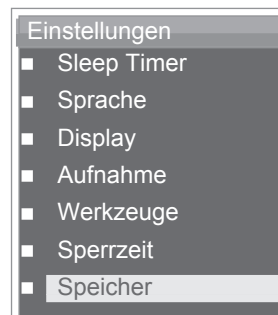 Einstellungen
Sleep Timer
Sprache
Display
Aufnahme
Werkzeuge
Sperrzeit
Speicher